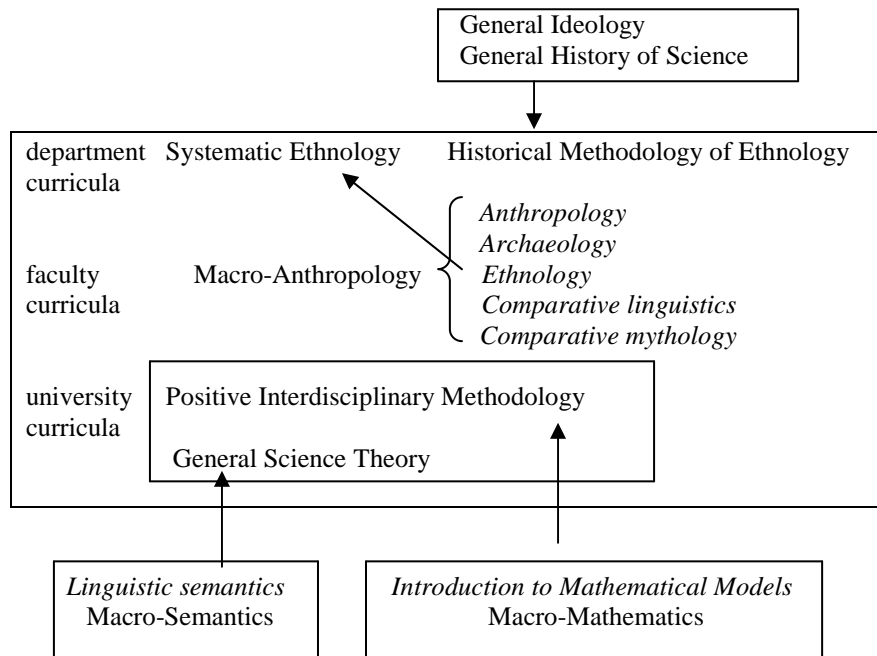 General Ideology
General History of Science
department Systematic Ethnology Historical Methodology of Ethnology
curricula
Anthropology
Archaeology
faculty Macro-Anthropology Ethnology
curricula Comparative linguistics
Comparative mythology
university Positive Interdisciplinary Methodology
curricula
General Science Theory
Linguistic semantics
Macro-Semantics
Introduction to Mathematical Models
Macro-Mathematics